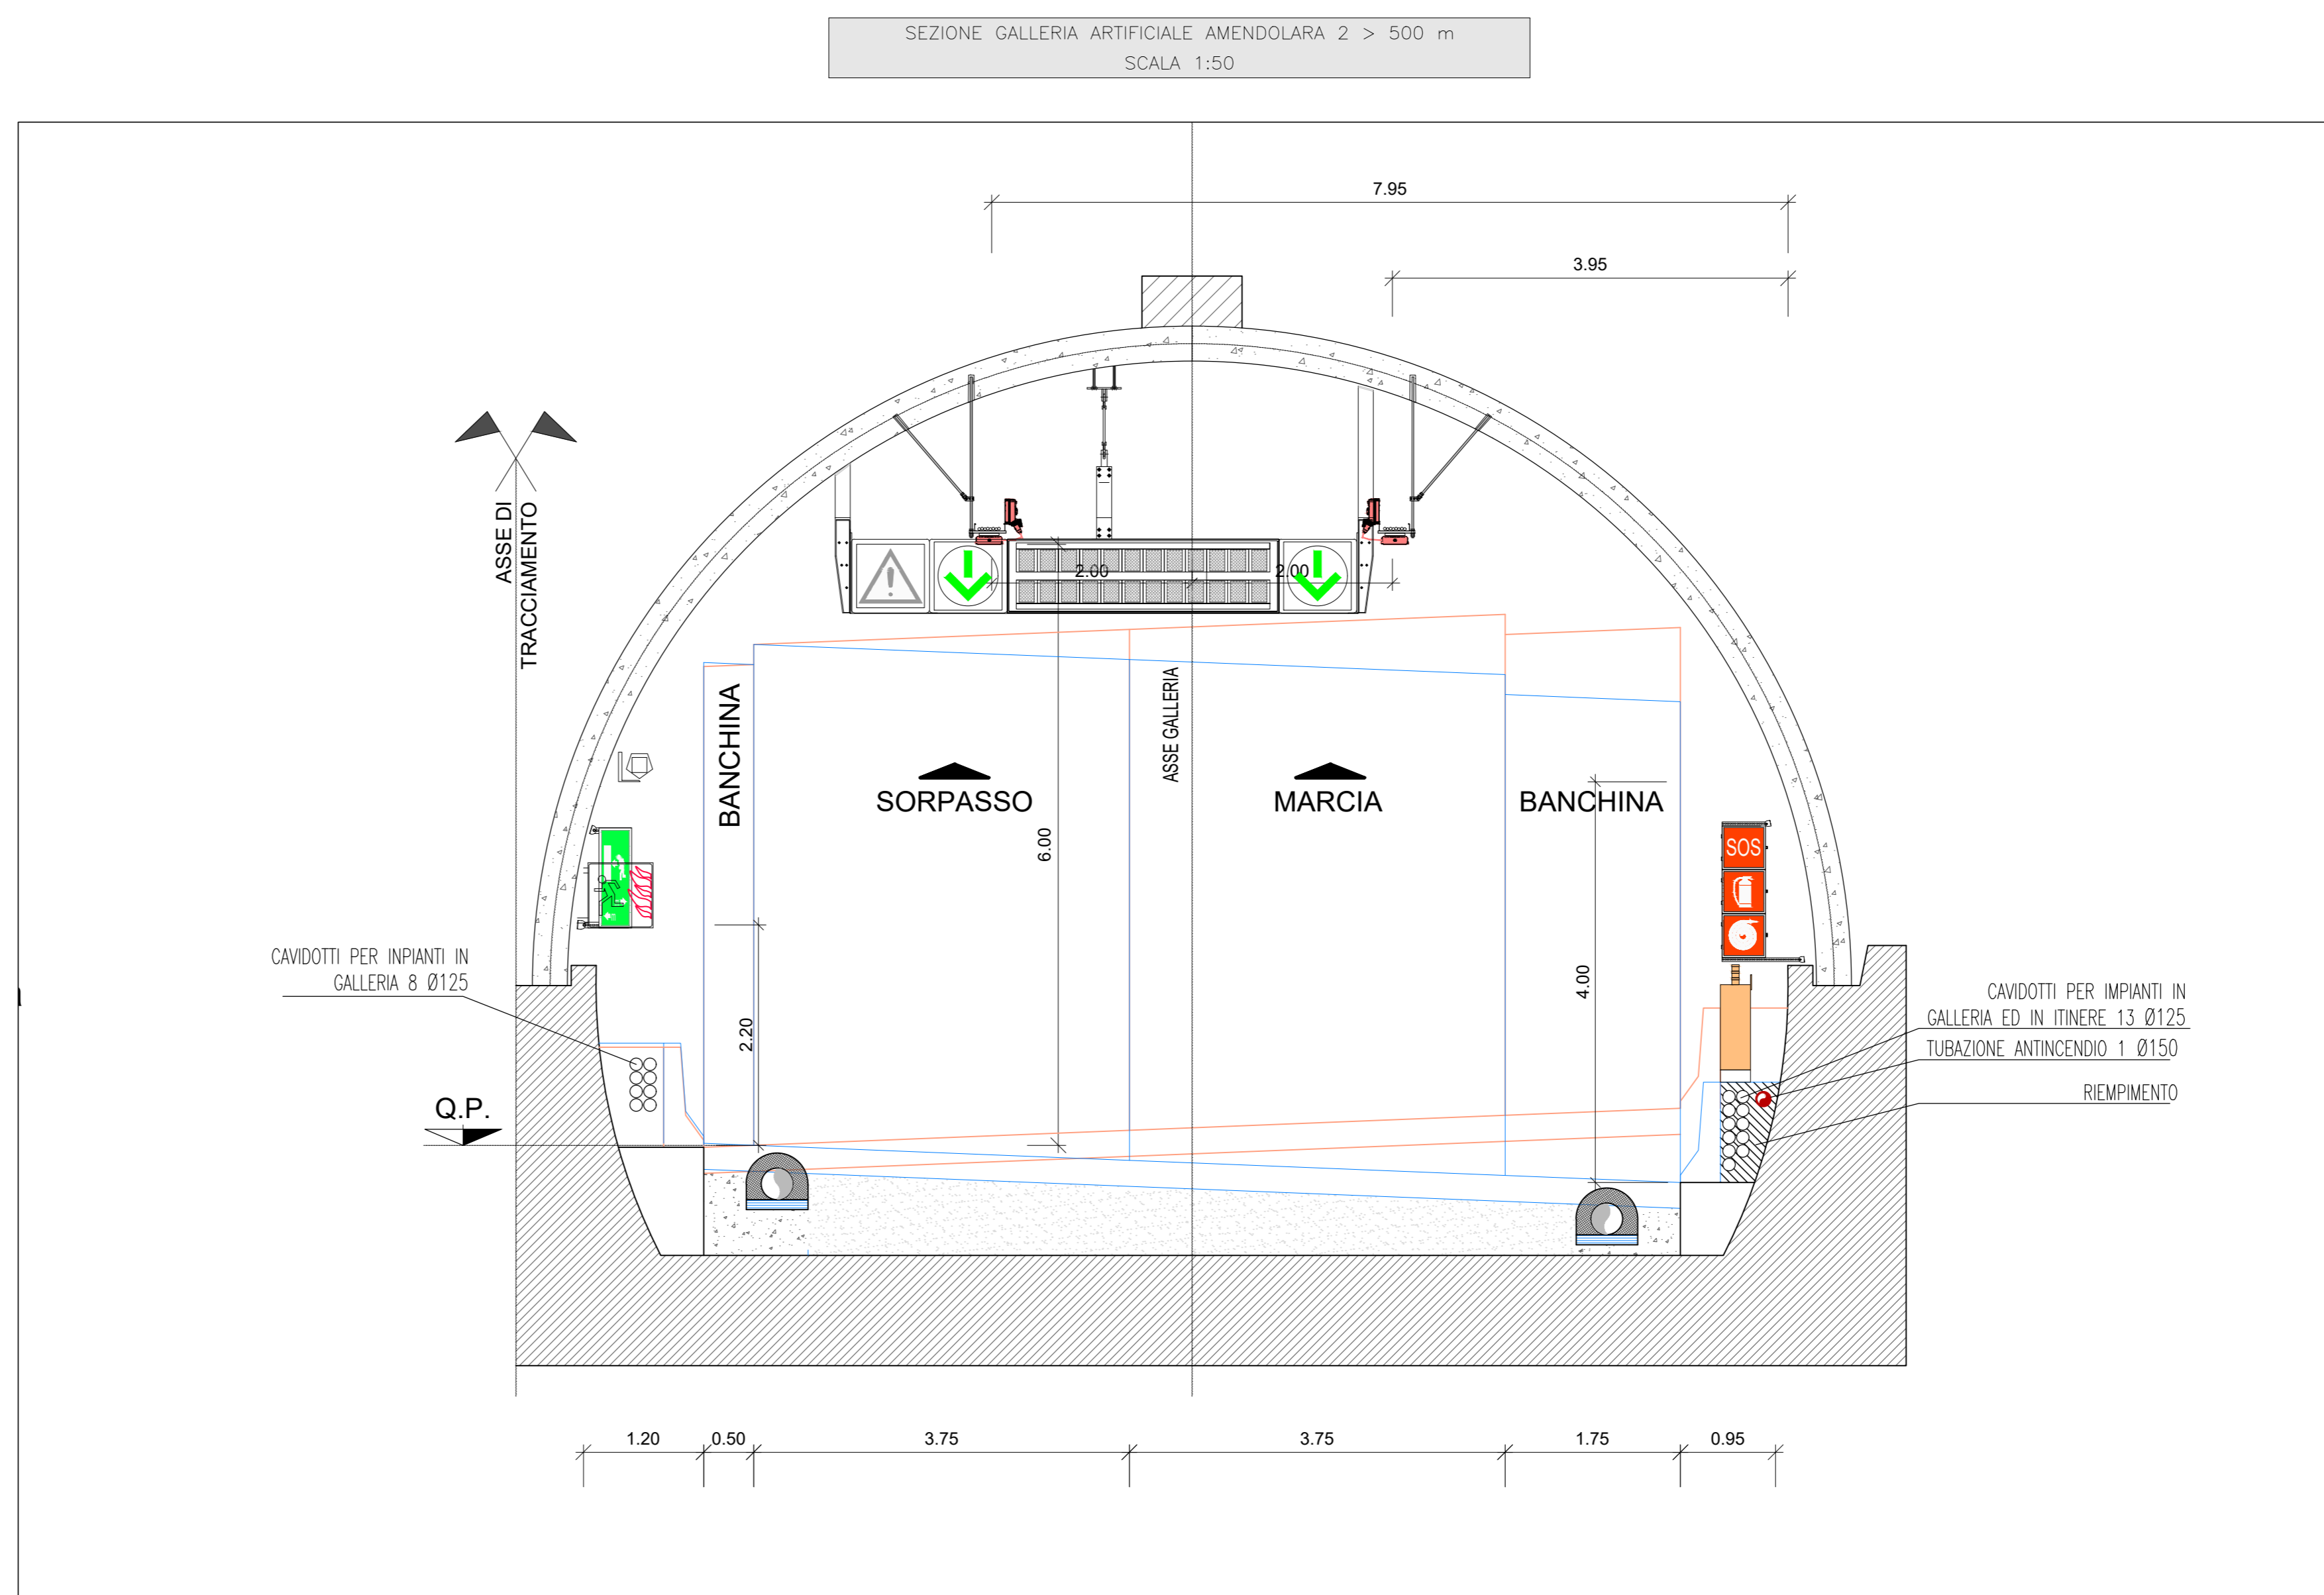 SEZIONE GALLERIA ARTIFICIALE AMENDOLARA 2 > 500 m
SCALA 1:50
7.95
3.95
ASSE DI
TRACCIAMENTO
2.00
2.00
ASSE GALLERIA
BANCHINA
SORPASSO
MARCIA
BANCHINA
6.00
4.00
2.20
SOS
CAVIDOTTI PER INPIANTI IN
GALLERIA 8 Ø125
CAVIDOTTI PER IMPIANTI IN
GALLERIA ED IN ITINERE 13 Ø125
TUBAZIONE ANTINCENDIO 1 Ø150
RIEMPIMENTO
Q.P.
1.20
0.50
3.75
3.75
1.75
0.95